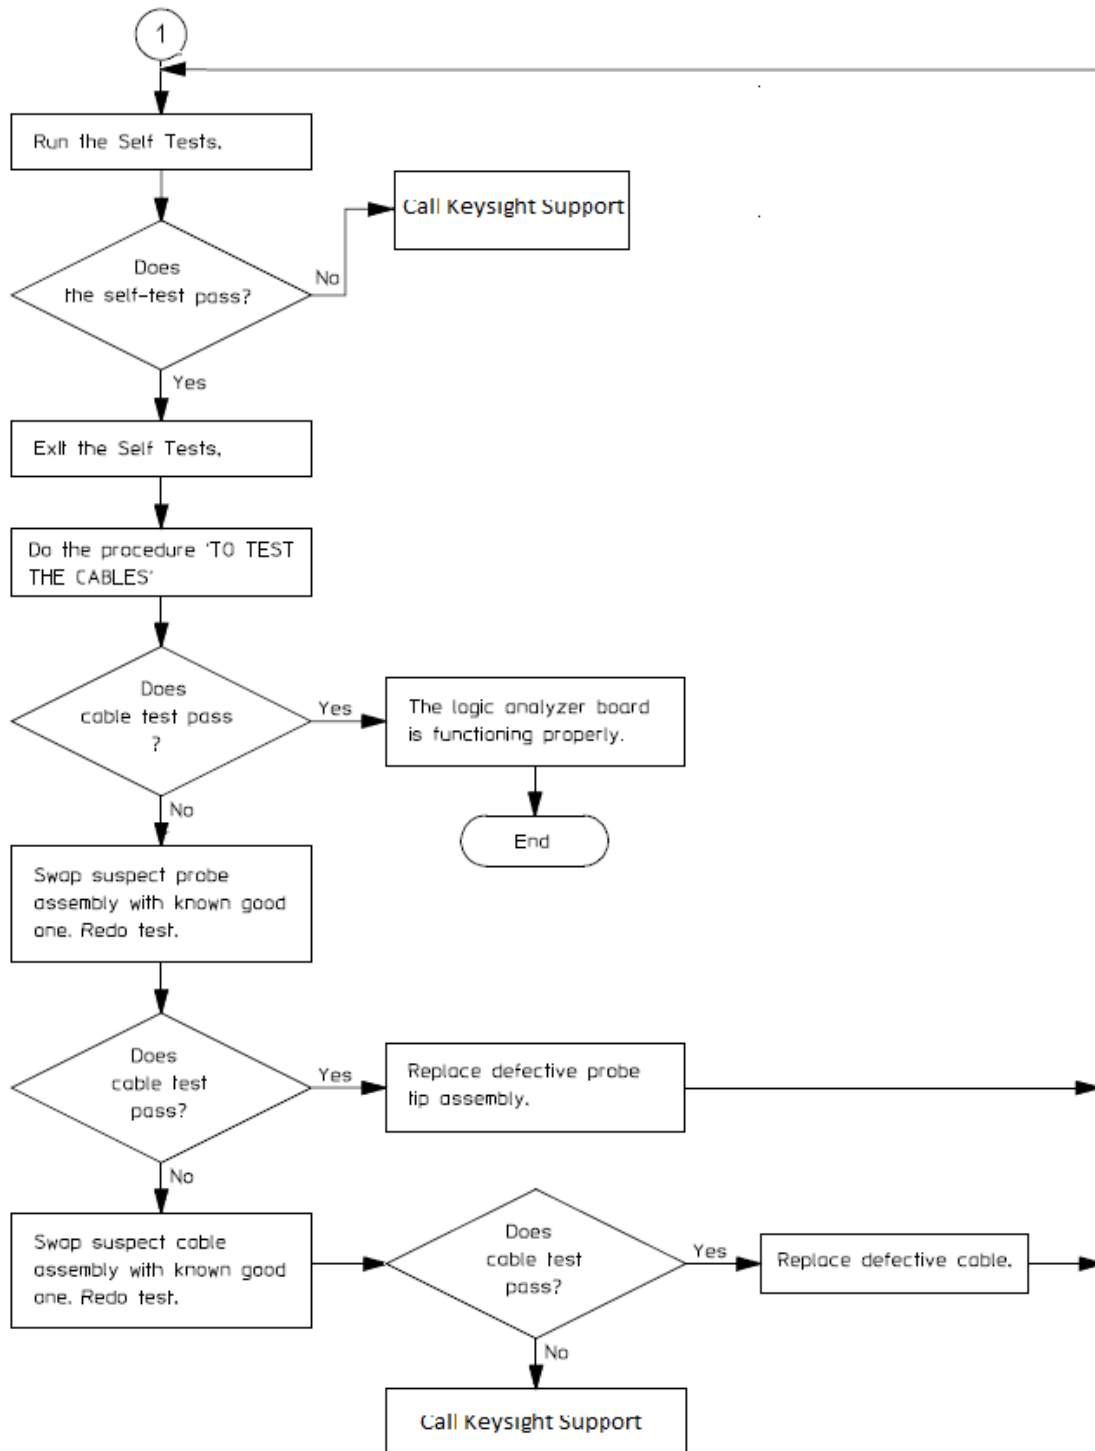 1
Run the Self Tests.
Call Keysight Support
Does
the self-test pass?
No
Yes
Exit the Self Tests.
Do the procedure 'TO TEST
THE CABLES'
Does
cable test pass
?
Yes
The logic analyzer board
is functioning properly.
No
End
Swap suspect probe
assembly with known good
one. Redo test.
Does
cable test
pass?
Yes
Replace defective probe
tip assembly.
No
Swap suspect cable
assembly with known good
one. Redo test.
Does
cable test
pass?
Yes
Replace defective cable.
No
Call Keysight Support